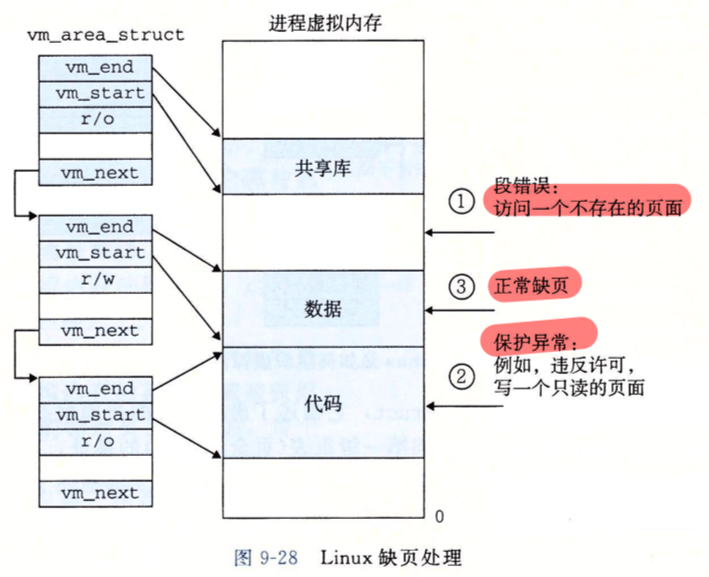 vm_area_struct
进程虚拟内存
vm_end
vm_start
r/o
vm_next
vm_end
vm_start
r/w
vm_next
vm_end
vm_start
r/o
vm_next
共享库
数据
代码
0
① 段错误：
访问一个不存在的页面
③ 正常缺页
保护异常：
② 例如，违反许可，
写一个只读的页面
图 9-28 Linux 缺页处理